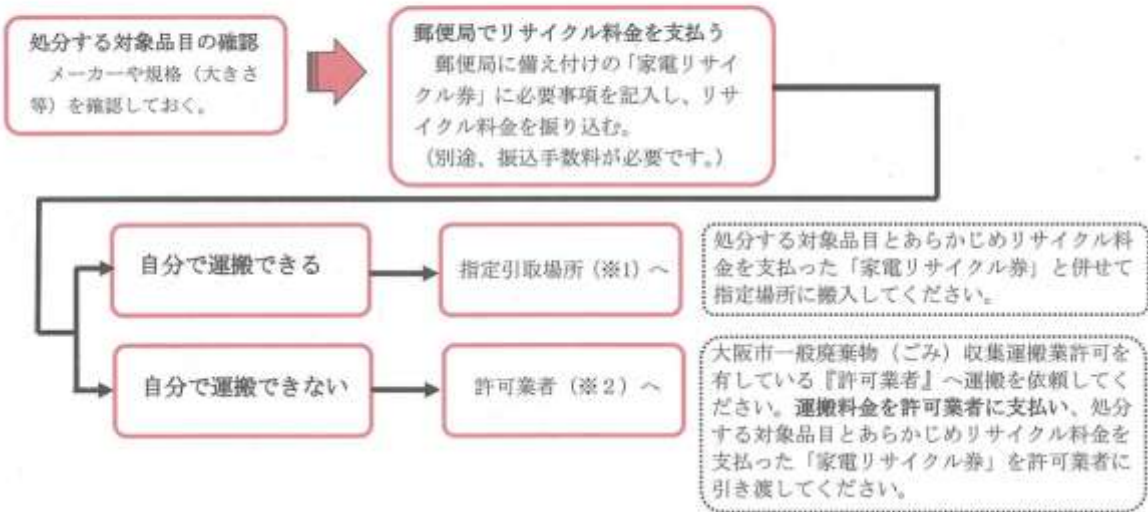 処分する対象品目の確認
メーカーや規格（大きさ
等）を確認しておく。
郵便局でリサイクル料金を支払う
郵便局に備え付けの「家電リサイ
クル券」に必要事項を記入し、リサ
イクル料金を振り込む。
（別途、振込手数料が必要です。）
自分で運搬できる
指定引取場所（※1）へ
処分する対象品目とあらかじめリサイクル料
金を支払った「家電リサイクル券」と併せて
指定場所に搬入してください。
自分で運搬できない
許可業者（※２）へ
大阪市一般廃棄物（ごみ）収集運搬業許可を
有している『許可業者』へ運搬を依頼してく
ださい。運搬料金を許可業者に支払い、処分
する対象品目とあらかじめリサイクル料金を
支払った「家電リサイクル券」を許可業者に
引き渡してください。